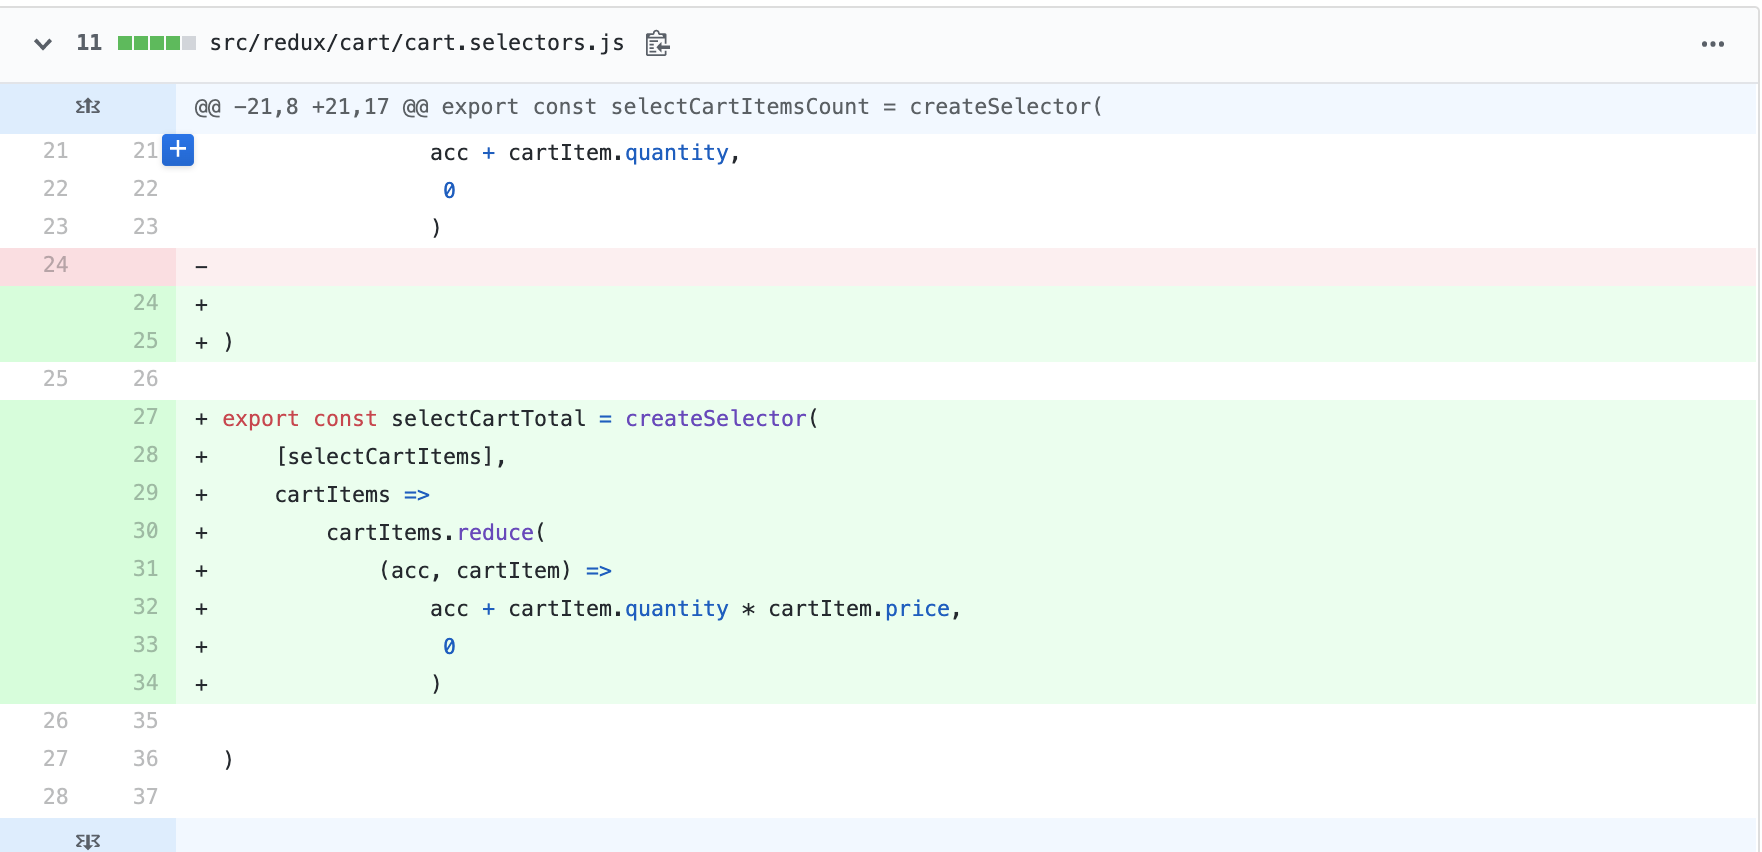 11 src/redux/cart/cart.selectors.js
@@ -21,8 +21,17 @@ export const selectCartItemsCount = createSelector(
21 21 acc + cartItem.quantity,
22 22 0
23 23 )
24 -
24 +
25 + )
25 26
27 + export const selectCartTotal = createSelector(
28 + [selectCartItems],
29 + cartItems =>
30 + cartItems.reduce(
31 + (acc, cartItem) =>
32 + acc + cartItem.quantity * cartItem.price,
33 + 0
34 + )
26 35
27 36 )
28 37